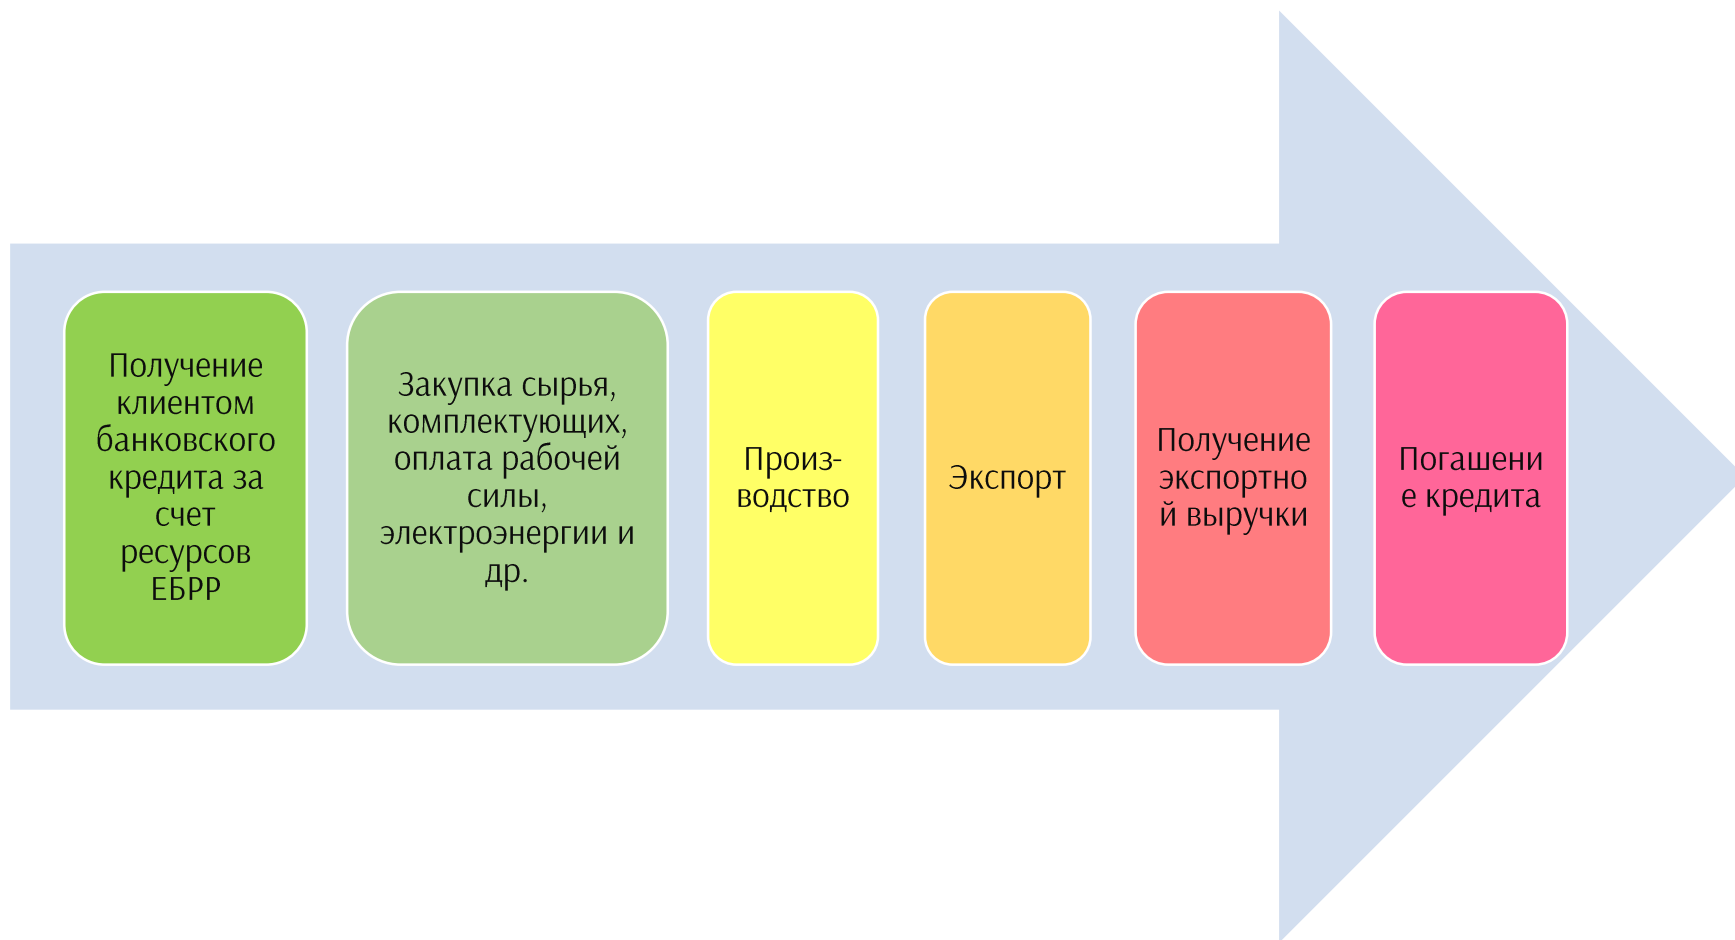 Получение
клиентом
банковского
кредита за
счет
ресурсов
ЕБРР
Закупка сырья,
комплектующих,
оплата рабочей
силы,
электроэнергии и
др.
Произ-
водство
Экспорт
Получение
экспортно
й выручки
Погашени
е кредита